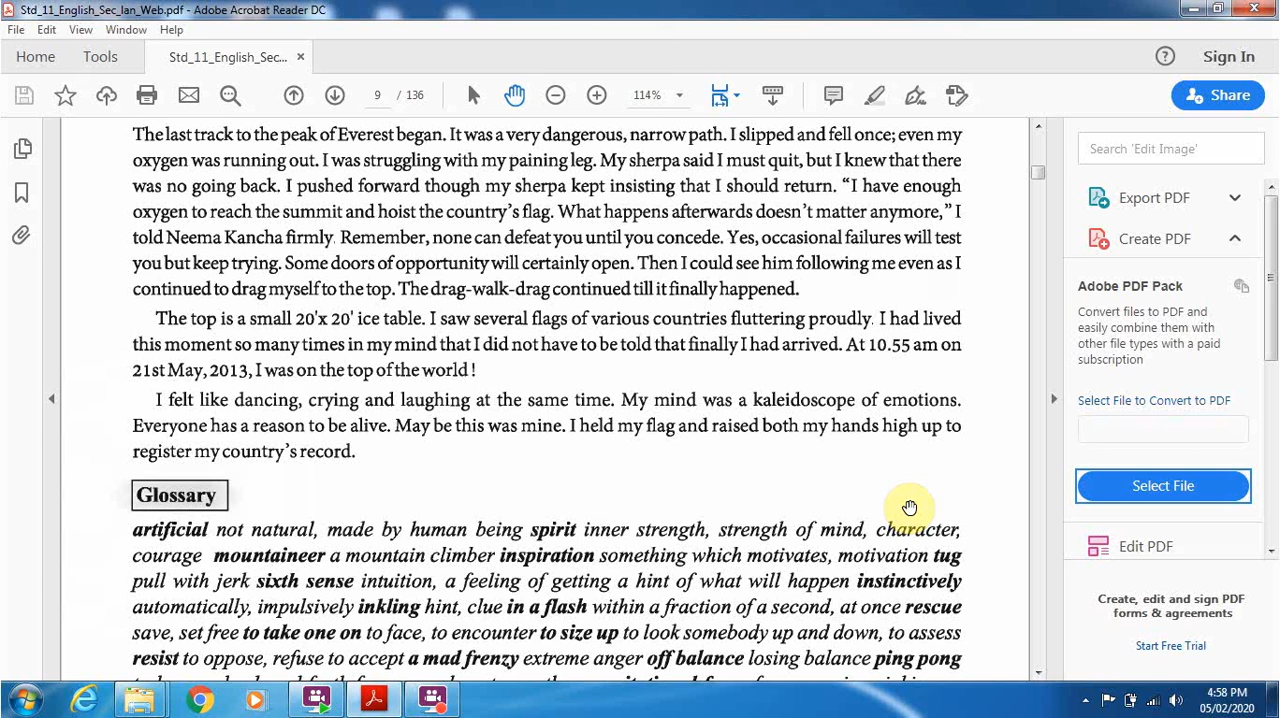 Std_11_English_Sec_lan_Web.pdf - Adobe Acrobat Reader DC
File Edit View Window Help
Home Tools Std_11_English_Sec... × Sign In
9 / 136 114% Share
The last track to the peak of Everest began. It was a very dangerous, narrow path. I slipped and fell once; even my
oxygen was running out. I was struggling with my paining leg. My sherpa said I must quit, but I knew that there
was no going back. I pushed forward though my sherpa kept insisting that I should return. “I have enough
oxygen to reach the summit and hoist the country’s flag. What happens afterwards doesn’t matter anymore,” I
told Neema Kancha firmly. Remember, none can defeat you until you concede. Yes, occasional failures will test
you but keep trying. Some doors of opportunity will certainly open. Then I could see him following me even as I
continued to drag myself to the top. The drag-walk-drag continued till it finally happened.
The top is a small 20'x 20' ice table. I saw several flags of various countries fluttering proudly. I had lived
this moment so many times in my mind that I did not have to be told that finally I had arrived. At 10.55 am on
21st May, 2013, I was on the top of the world !
I felt like dancing, crying and laughing at the same time. My mind was a kaleidoscope of emotions.
Everyone has a reason to be alive. May be this was mine. I held my flag and raised both my hands high up to
register my country’s record.
Glossary
artificial not natural, made by human being spirit inner strength, strength of mind, character,
courage mountaineer a mountain climber inspiration something which motivates, motivation tug
pull with jerk sixth sense intuition, a feeling of getting a hint of what will happen instinctively
automatically, impulsively inkling hint, clue in a flash within a fraction of a second, at once rescue
save, set free to take one on to face, to encounter to size up to look somebody up and down, to assess
resist to oppose, refuse to accept a mad frenzy extreme anger off balance losing balance ping pong
Search 'Edit Image'
Export PDF
Create PDF
Adobe PDF Pack
Convert files to PDF and
easily combine them with
other file types with a paid
subscription
Select File to Convert to PDF
Select File
Edit PDF
Create, edit and sign PDF
forms & agreements
Start Free Trial
4:58 PM
05/02/2020